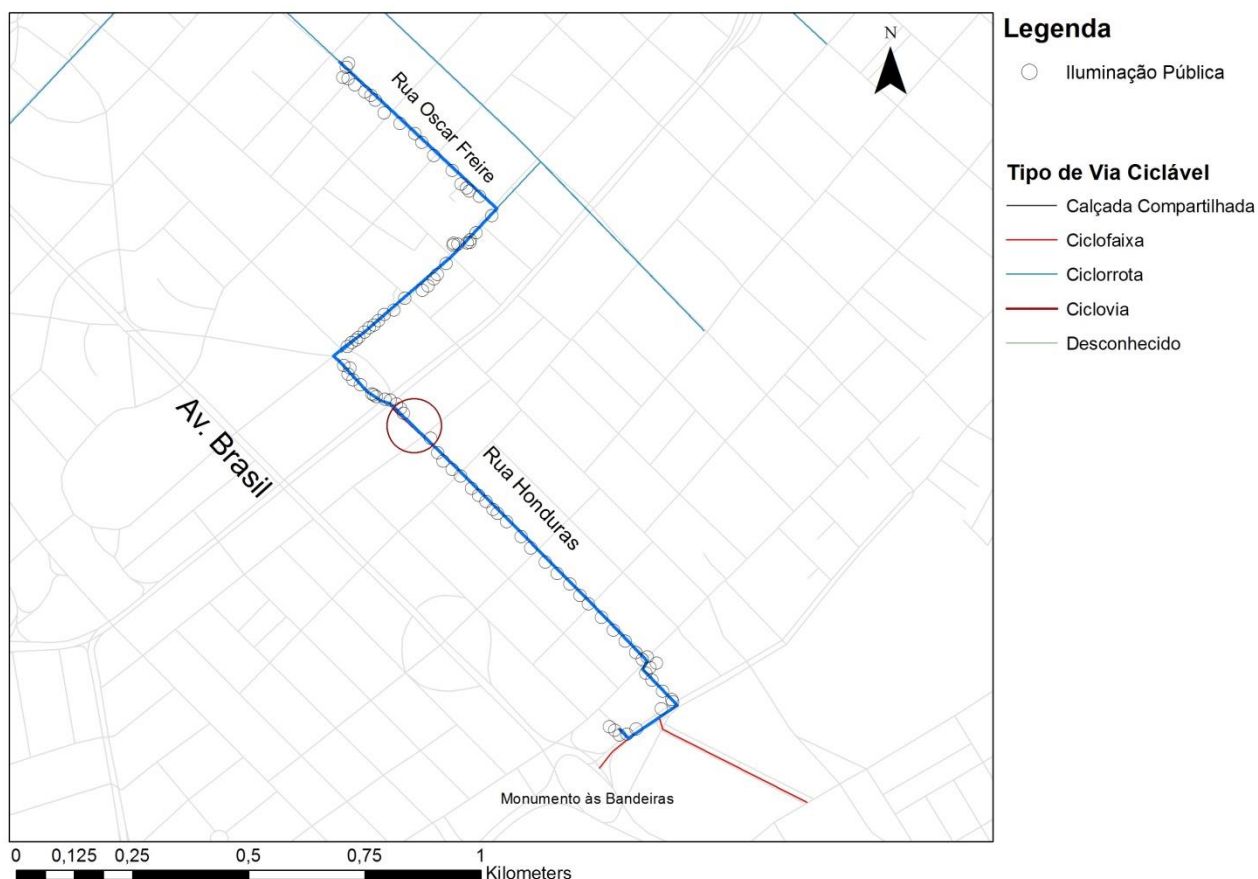 Legenda
N
Iluminação Pública
Rua Oscar Freire
Tipo de Via Ciclável
Calçada Compartilhada
Ciclofaixa
Ciclorrota
Ciclovia
Desconhecido
Av. Brasil
Rua Honduras
Monumento às Bandeiras
0 0,125 0,25 0,5 0,75 1
Kilometers